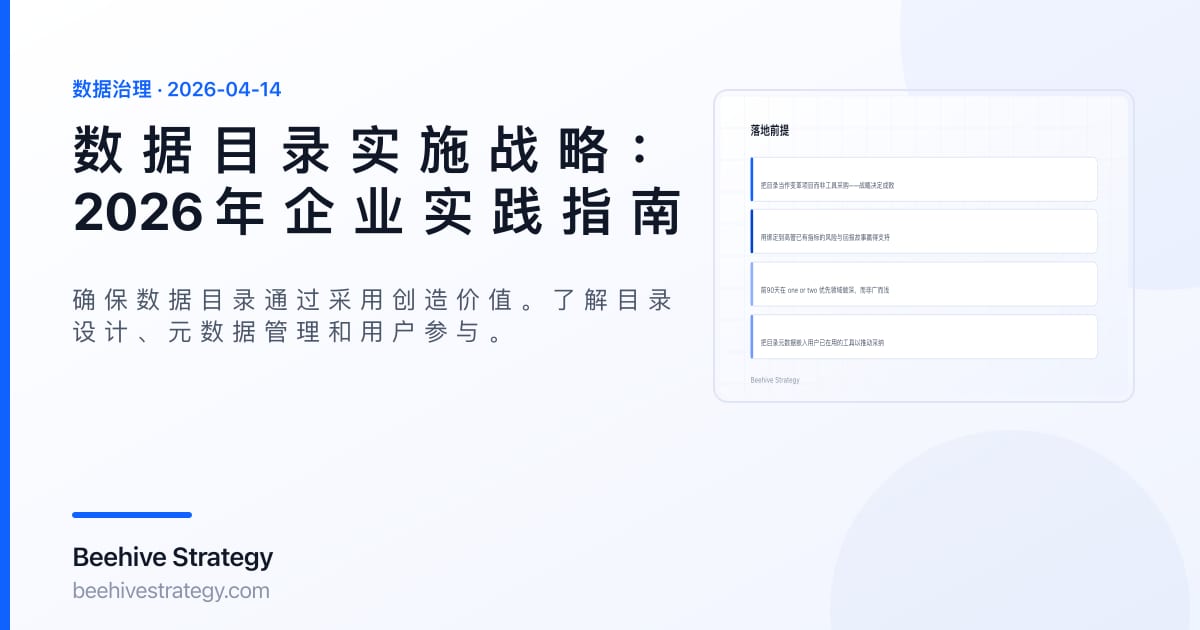 数据治理 · 2026-04-14
数据目录实施战略：
2026年企业实践指南
确保数据目录通过采用创造价值。了解目录
设计、元数据管理和用户参与。
Beehive Strategy
beehivestrategy.com
落地前提
把目录当作变革项目而非工具采购——战略决定成败
用绑定到高管已有指标的风险与回报故事赢得支持
前90天在 one or two 优先领域做深，而非广而浅
把目录元数据嵌入用户已在用的工具以推动采纳
Beehive Strategy